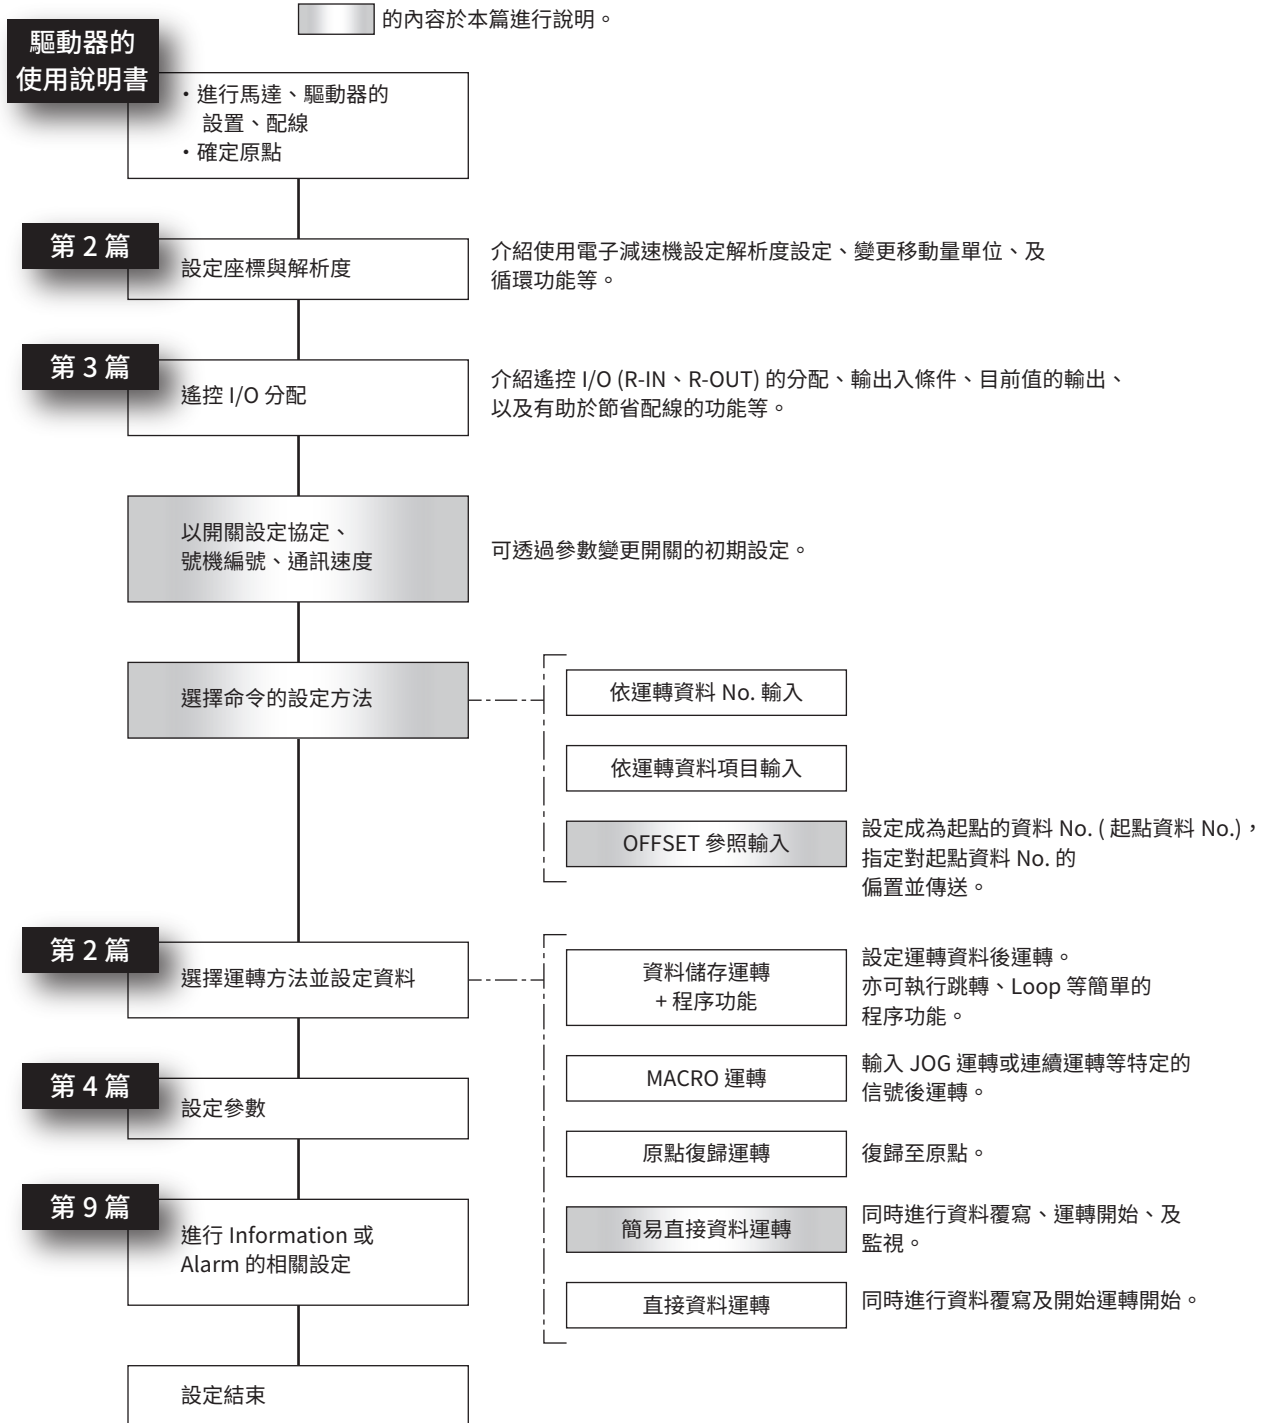 的內容於本篇進行說明。
驅動器的
使用說明書
・進行馬達、驅動器的
設置、配線
・確定原點
第 2 篇
設定座標與解析度
介紹使用電子減速機設定解析度設定、變更移動量單位、及
循環功能等。
第 3 篇
遙控 I/O 分配
介紹遙控 I/O (R-IN、R-OUT) 的分配、輸出入條件、目前值的輸出、
以及有助於節省配線的功能等。
以開關設定協定、
號機編號、通訊速度
可透過參數變更開關的初期設定。
選擇命令的設定方法
依運轉資料 No. 輸入
依運轉資料項目輸入
OFFSET 參照輸入
設定成為起點的資料 No. ( 起點資料 No.)，
指定對起點資料 No. 的
偏置並傳送。
第 2 篇
選擇運轉方法並設定資料
資料儲存運轉
+ 程序功能
設定運轉資料後運轉。
亦可執行跳轉、Loop 等簡單的
程序功能。
第 4 篇
設定參數
MACRO 運轉
輸入 JOG 運轉或連續運轉等特定的
信號後運轉。
原點復歸運轉
復歸至原點。
第 9 篇
進行 Information 或
Alarm 的相關設定
簡易直接資料運轉
同時進行資料覆寫、運轉開始、及
監視。
直接資料運轉
同時進行資料覆寫及開始運轉開始。
設定結束